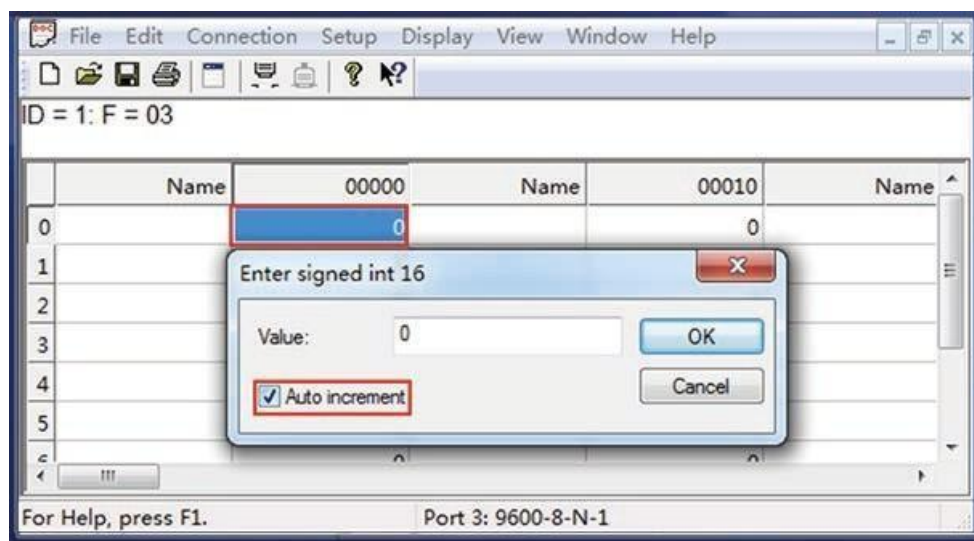 File Edit Connection Setup Display View Window Help
ID = 1: F = 03
Name 00000 Name 00010 Name
0 0 0
1
Enter signed int 16
2
Value: 0 OK
3
4
Auto increment Cancel
5
For Help, press F1. Port 3: 9600-8-N-1